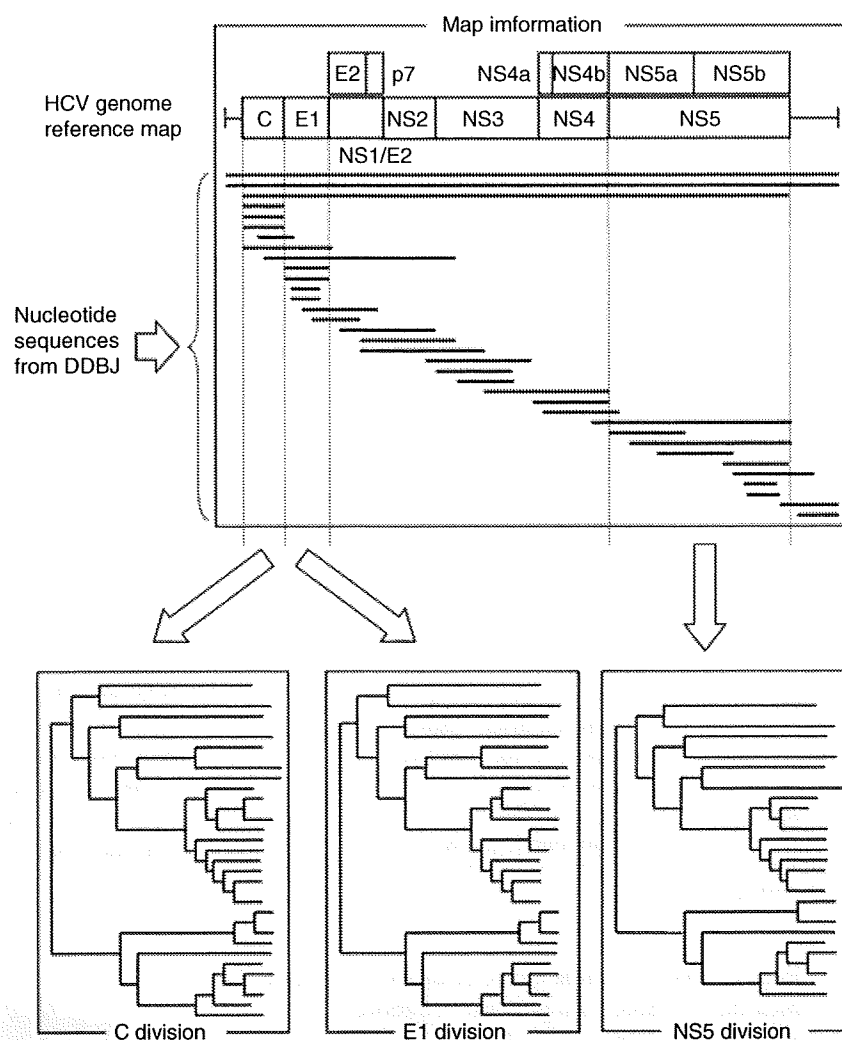 Map imformation
E2
p7
NS4a
NS4b
NS5a
NS5b
HCV genome
reference map
C
E1
NS2
NS3
NS4
NS5
NS1/E2
Nucleotide
sequences
from DDBJ
C division
E1 division
NS5 division